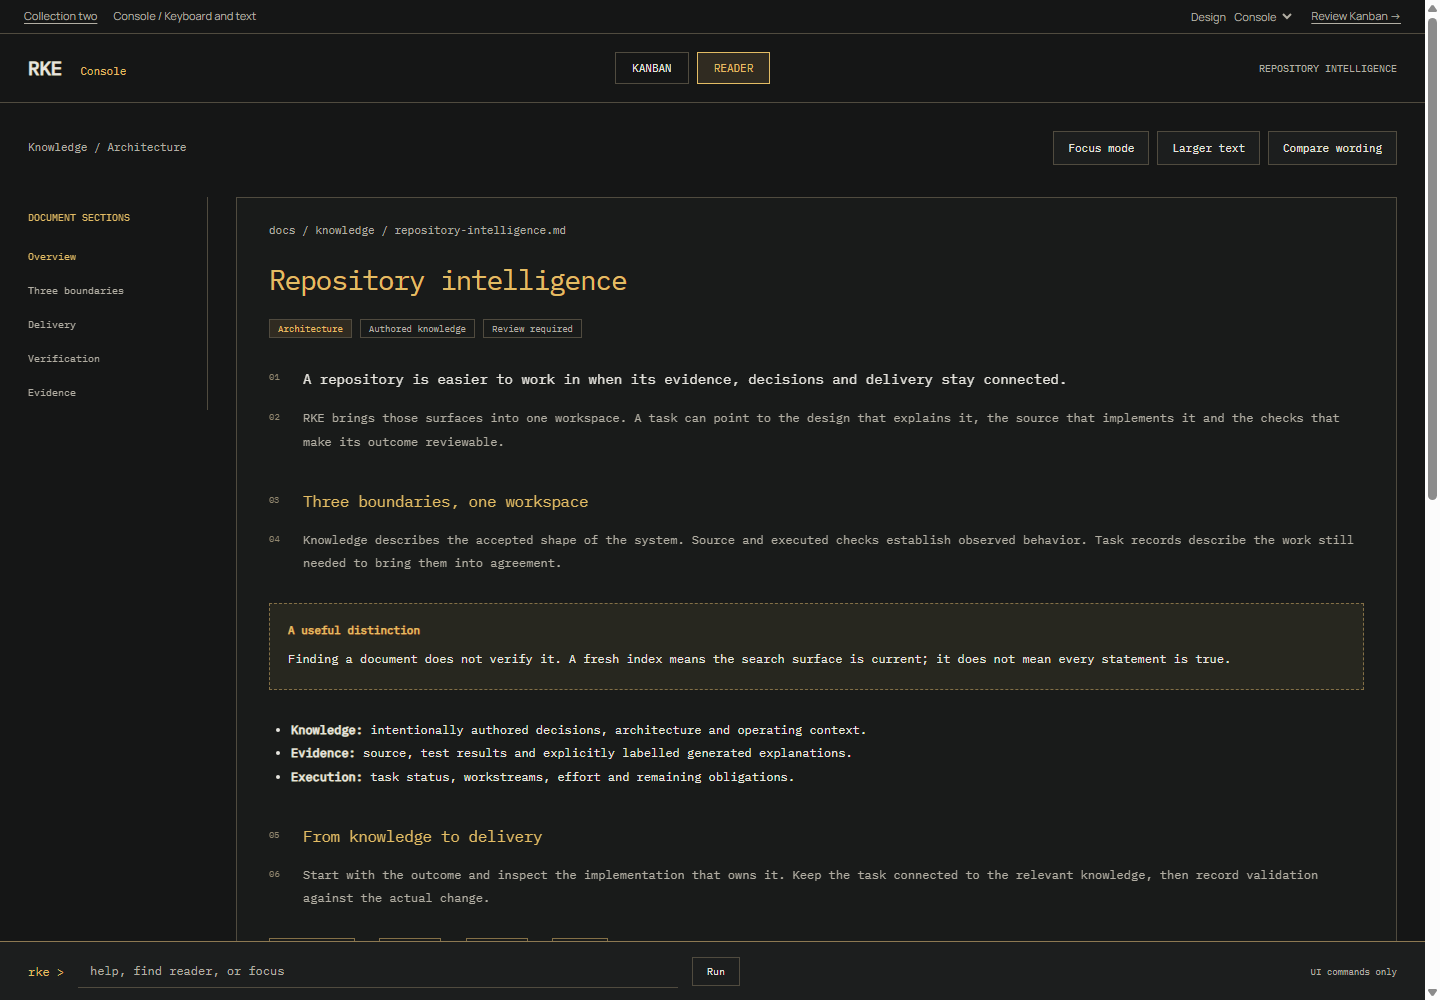 Collection two
Console / Keyboard and text
Design Console
Review Kanban →
RKE Console
KANBAN
READER
REPOSITORY INTELLIGENCE
Knowledge / Architecture
Focus mode
Larger text
Compare wording
DOCUMENT SECTIONS
Overview
Three boundaries
Delivery
Verification
Evidence
docs / knowledge / repository-intelligence.md
Repository intelligence
Architecture
Authored knowledge
Review required
01 A repository is easier to work in when its evidence, decisions and delivery stay connected.
02 RKE brings those surfaces into one workspace. A task can point to the design that explains it, the source that implements it and the checks that
make its outcome reviewable.
03 Three boundaries, one workspace
04 Knowledge describes the accepted shape of the system. Source and executed checks establish observed behavior. Task records describe the work still
needed to bring them into agreement.
A useful distinction
Finding a document does not verify it. A fresh index means the search surface is current; it does not mean every statement is true.
• Knowledge: intentionally authored decisions, architecture and operating context.
• Evidence: source, test results and explicitly labelled generated explanations.
• Execution: task status, workstreams, effort and remaining obligations.
05 From knowledge to delivery
06 Start with the outcome and inspect the implementation that owns it. Keep the task connected to the relevant knowledge, then record validation
against the actual change.
rke > help, find reader, or focus
Run
UI commands only